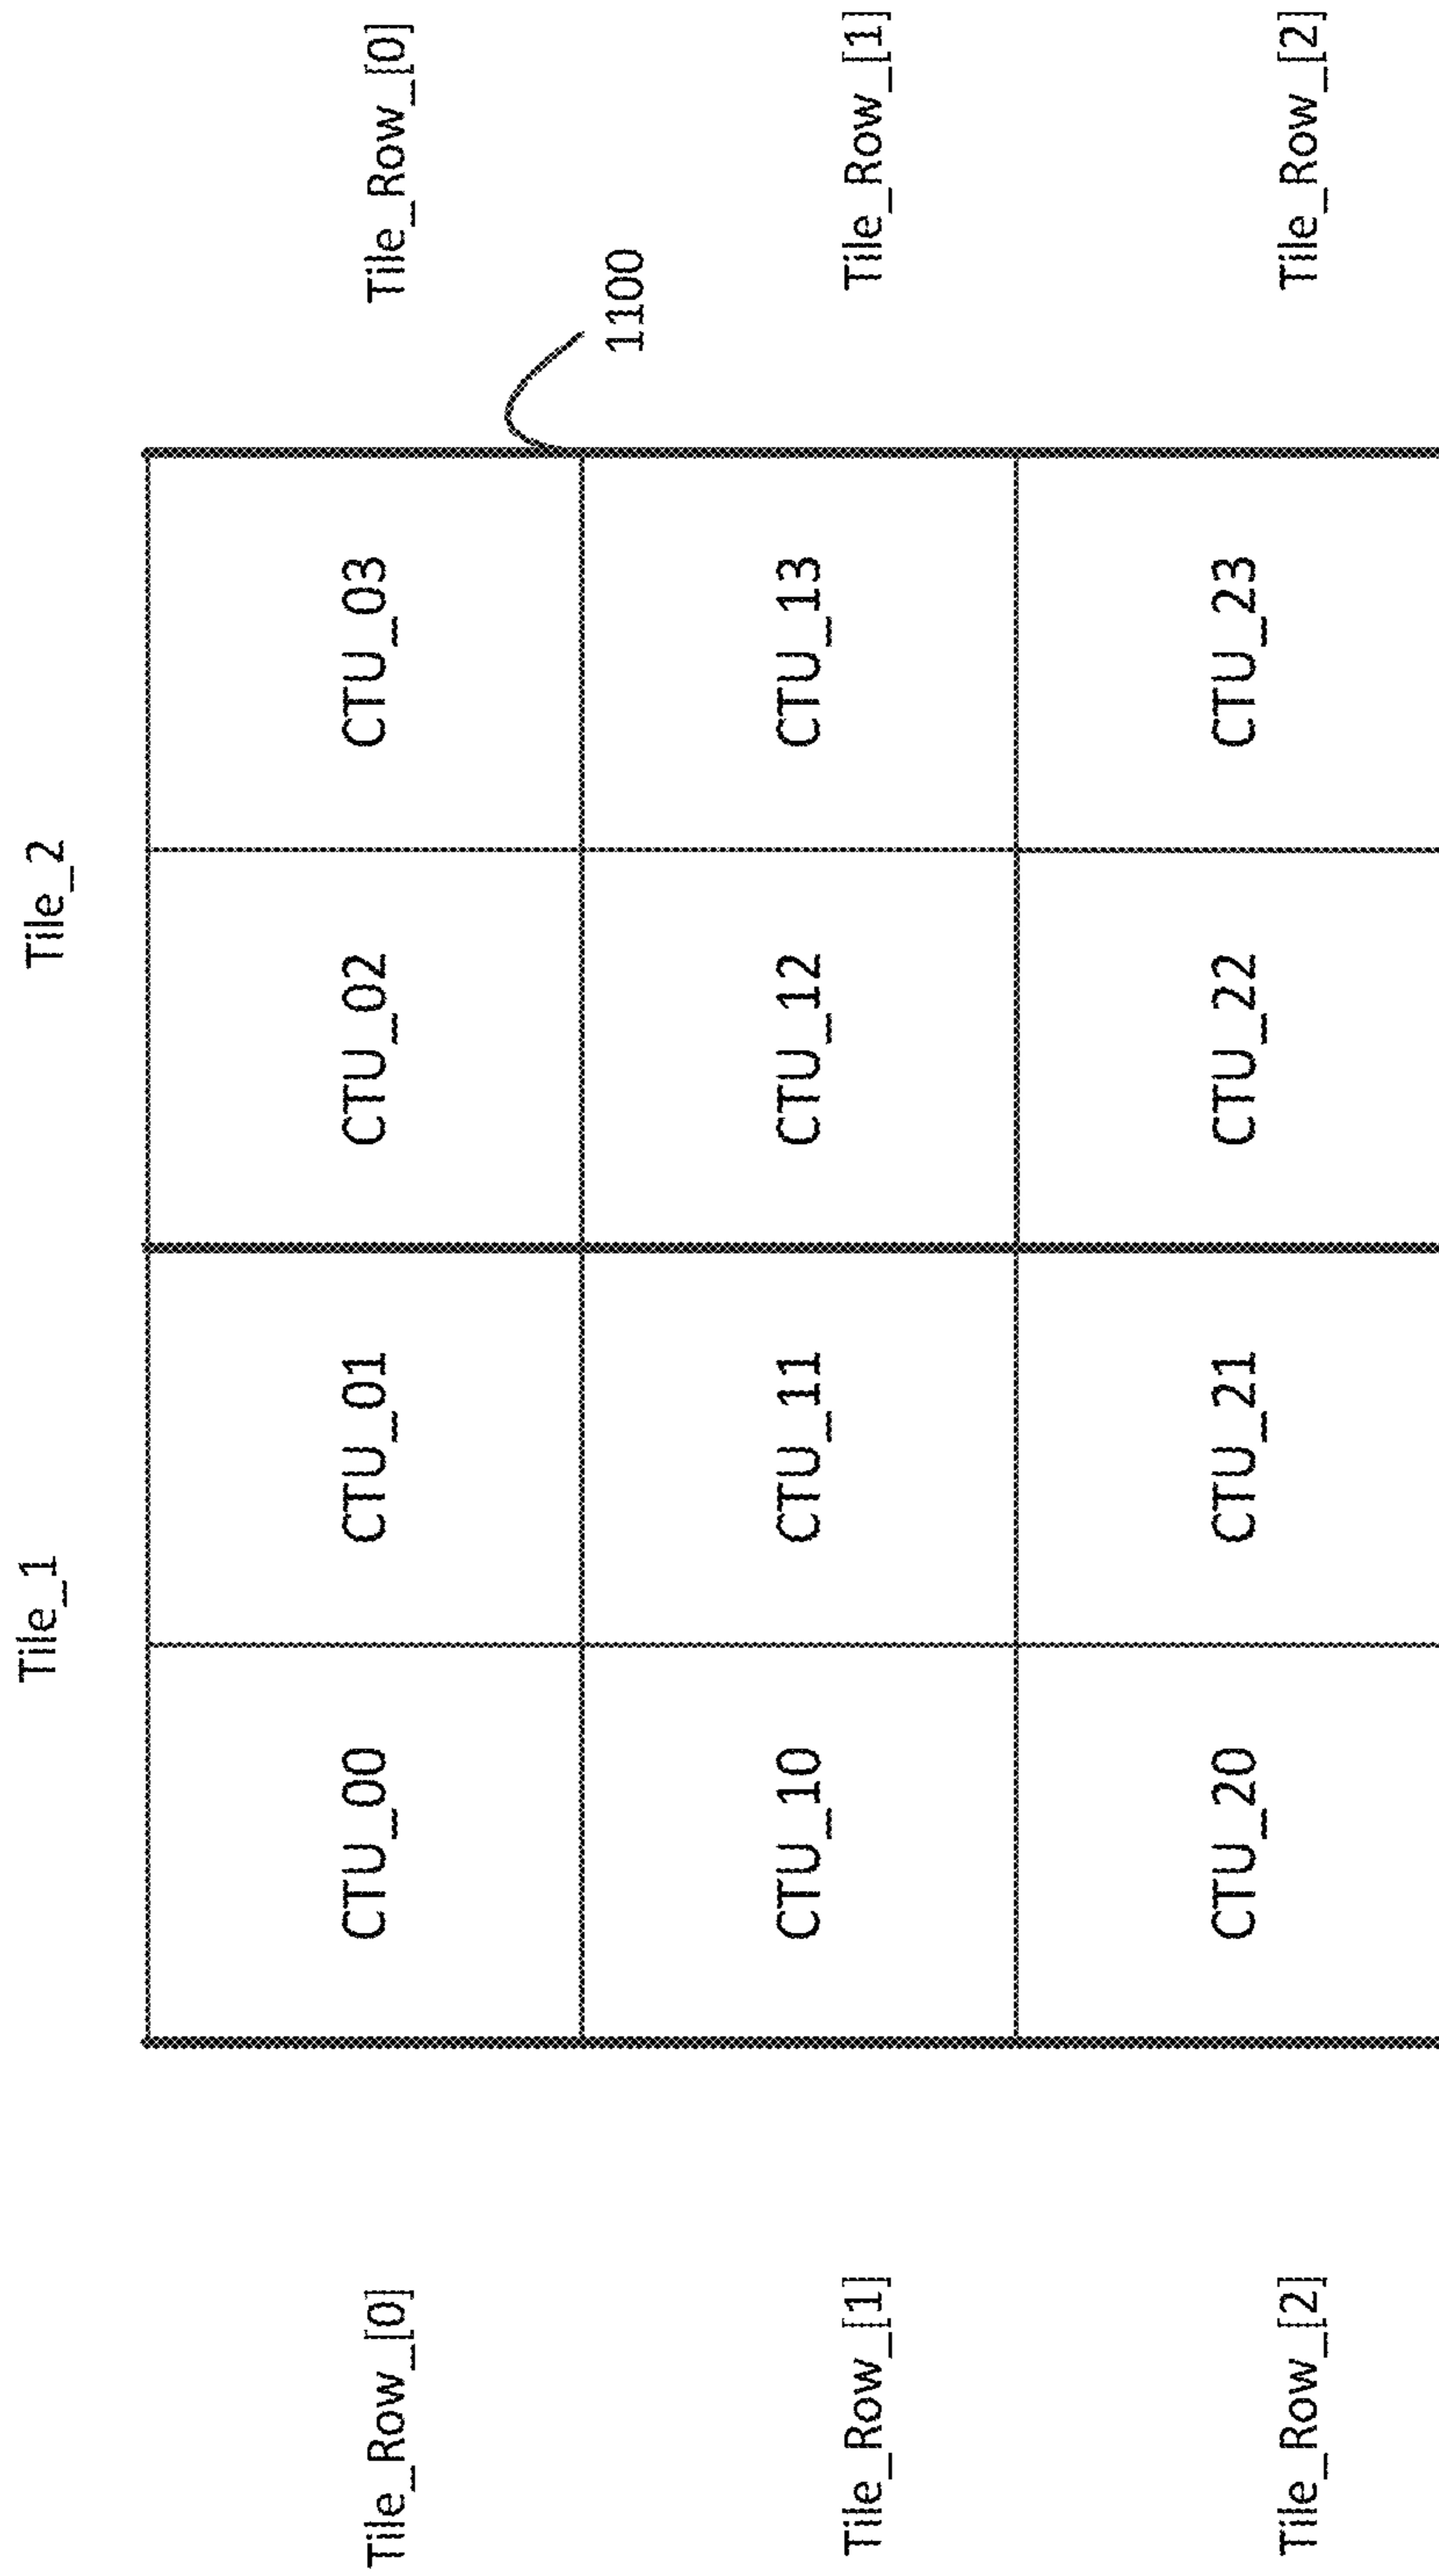 Tile_1
Tile_2
Tile_Row_[0]
CTU_00
CTU_01
CTU_02
CTU_03
Tile_Row_[0]
1100
Tile_Row_[1]
CTU_10
CTU_11
CTU_12
CTU_13
Tile_Row_[1]
Tile_Row_[2]
CTU_20
CTU_21
CTU_22
CTU_23
Tile_Row_[2]